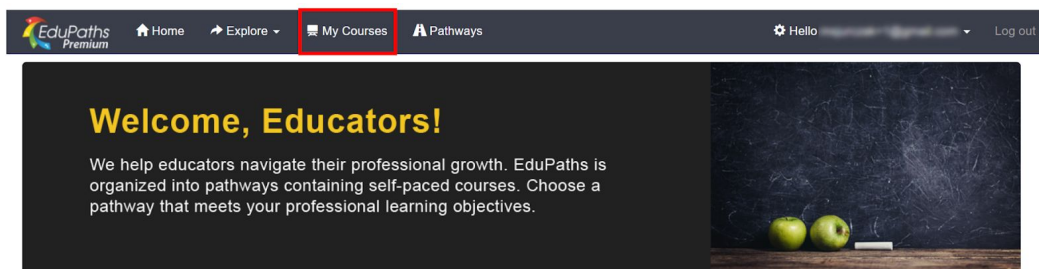 EduPaths Premium Home Explore My Courses Pathways Hello Log out
Welcome, Educators!
We help educators navigate their professional growth. EduPaths is
organized into pathways containing self-paced courses. Choose a
pathway that meets your professional learning objectives.